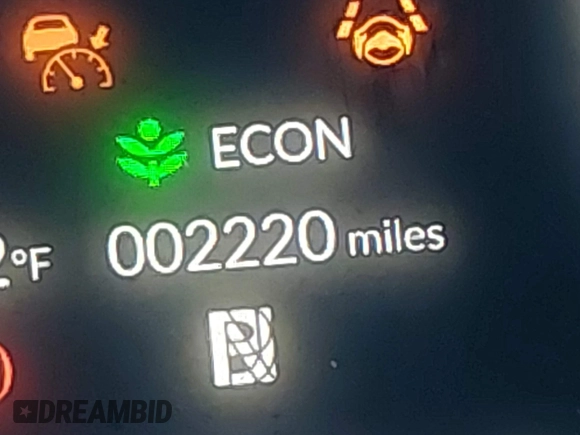 ECON
°F
002220 miles
DREAMBID